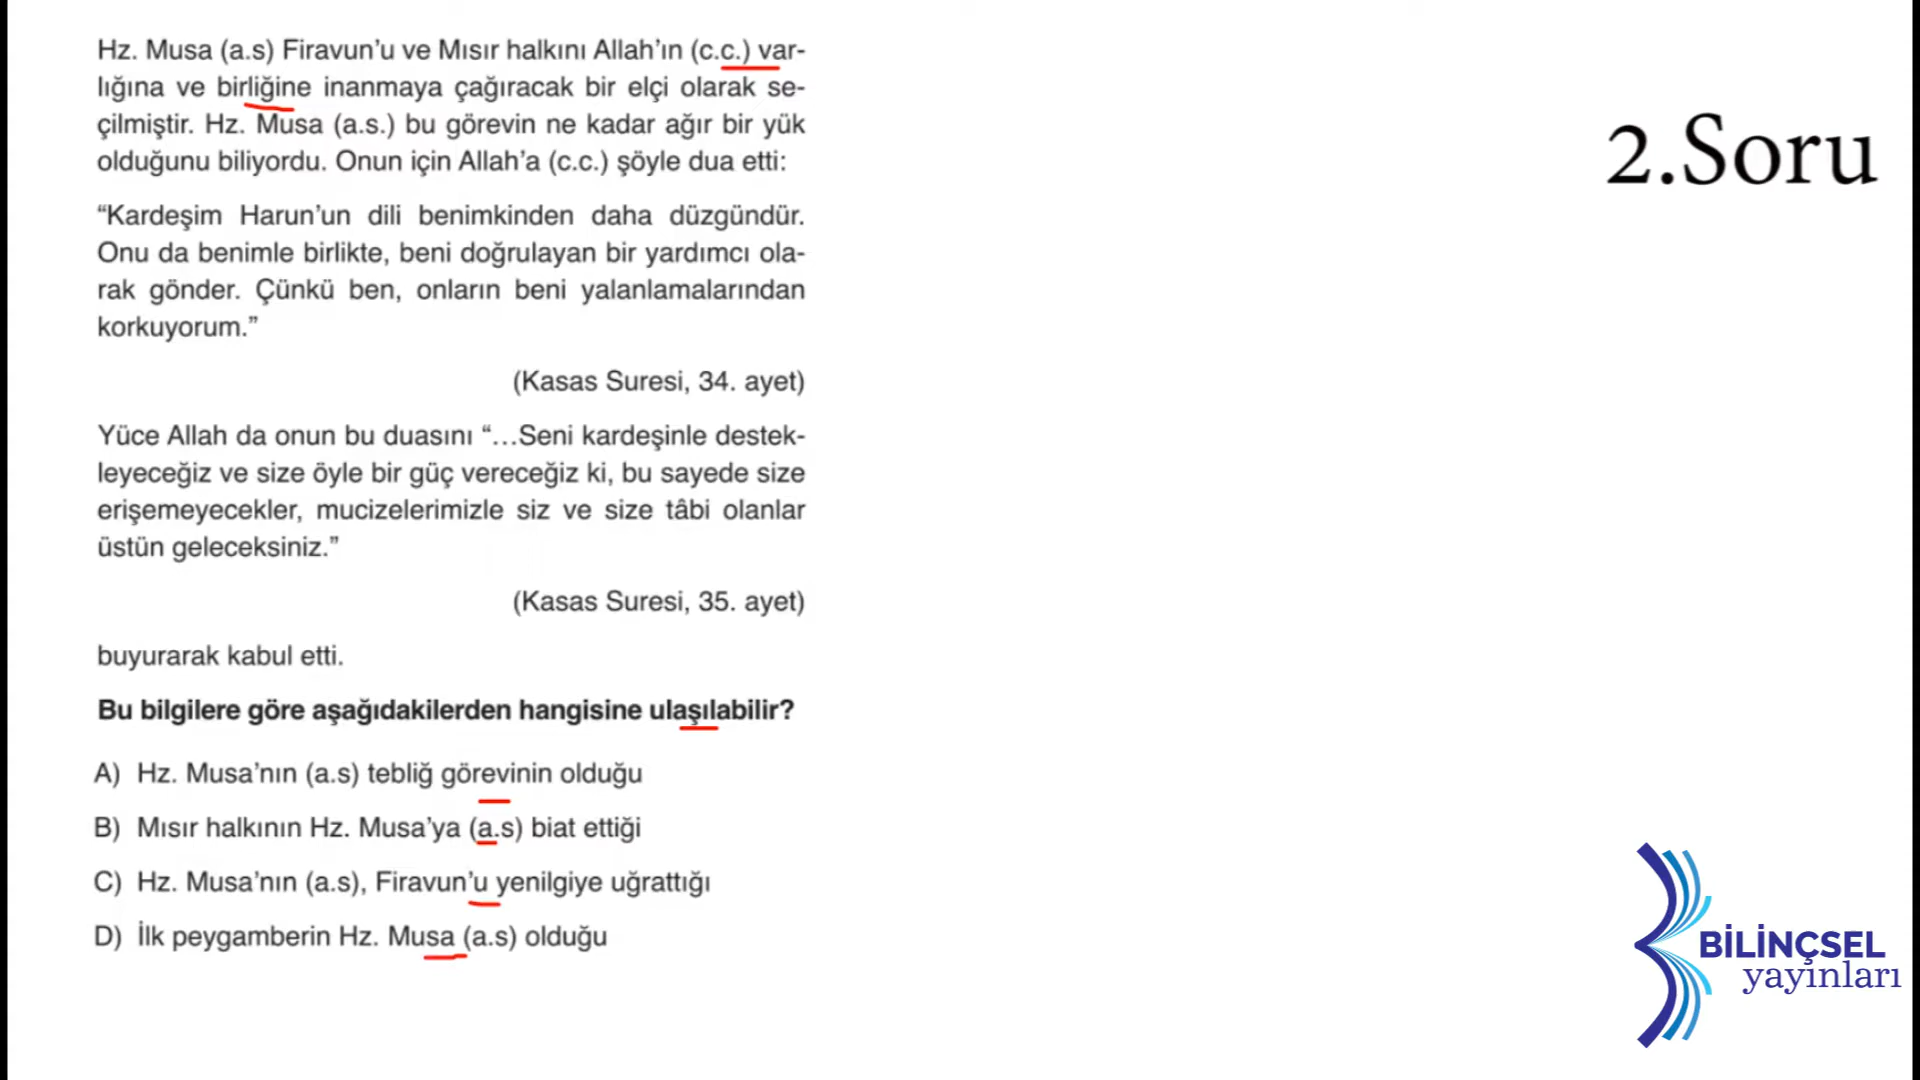 Hz. Musa (a.s) Firavun’u ve Mısır halkını Allah’ın (c.c.) var-
lığına ve birliğine inanmaya çağıracak bir elçi olarak se-
çilmiştir. Hz. Musa (a.s.) bu görevin ne kadar ağır bir yük
olduğunu biliyordu. Onun için Allah’a (c.c.) şöyle dua etti:
“Kardeşim Harun’un dili benimkinden daha düzgündür.
Onu da benimle birlikte, beni doğrulayan bir yardımcı ola-
rak gönder. Çünkü ben, onların beni yalanlamalarından
korkuyorum.”
(Kasas Suresi, 34. ayet)
Yüce Allah da onun bu duasını “…Seni kardeşinle destek-
leyeceğiz ve size öyle bir güç vereceğiz ki, bu sayede size
erişemeyecekler, mucizelerimizle siz ve size tâbi olanlar
üstün geleceksiniz.”
(Kasas Suresi, 35. ayet)
buyurarak kabul etti.
Bu bilgilere göre aşağıdakilerden hangisine ulaşılabilir?
A) Hz. Musa’nın (a.s) tebliğ görevinin olduğu
B) Mısır halkının Hz. Musa’ya (a.s) biat ettiği
C) Hz. Musa’nın (a.s), Firavun’u yenilgiye uğrattığı
D) İlk peygamberin Hz. Musa (a.s) olduğu
2.Soru
BİLİNÇSEL
yayınları